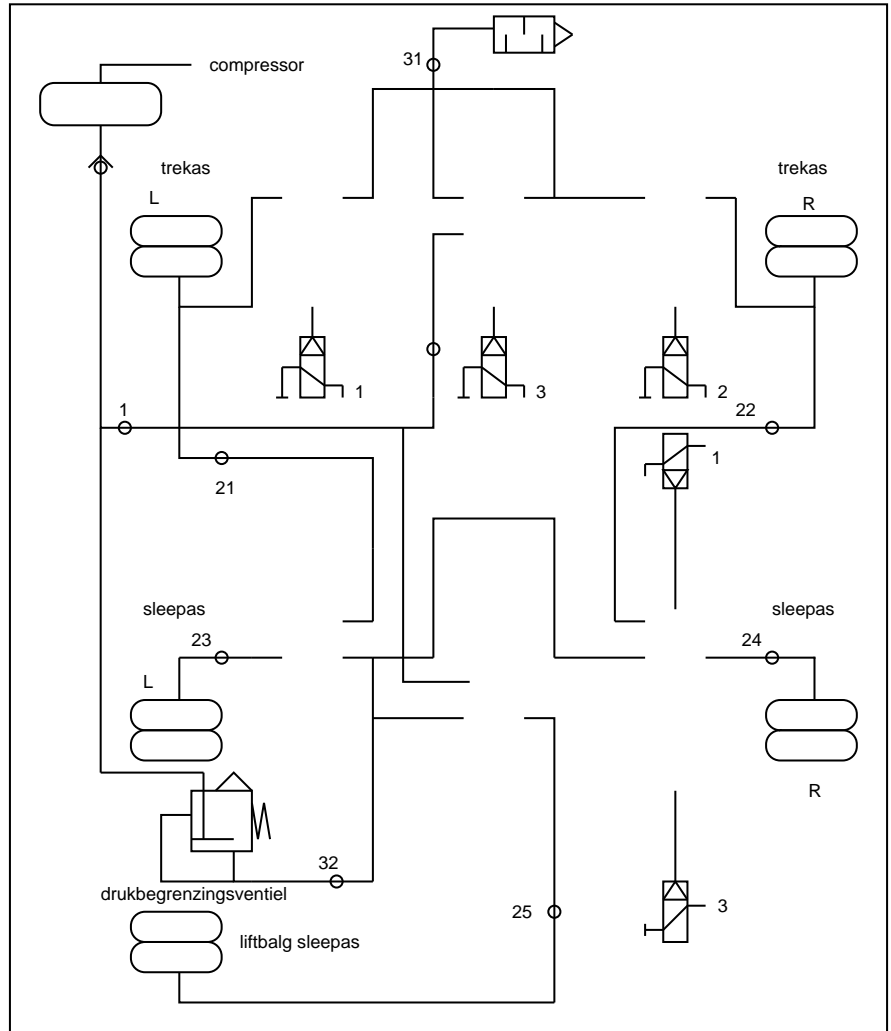 31
compressor
trekas
trekas
L
R
1
3
2
1
22
1
21
sleepas
sleepas
23
24
L
R
32
drukbegrenzingsventiel
3
25
liftbalg sleepas